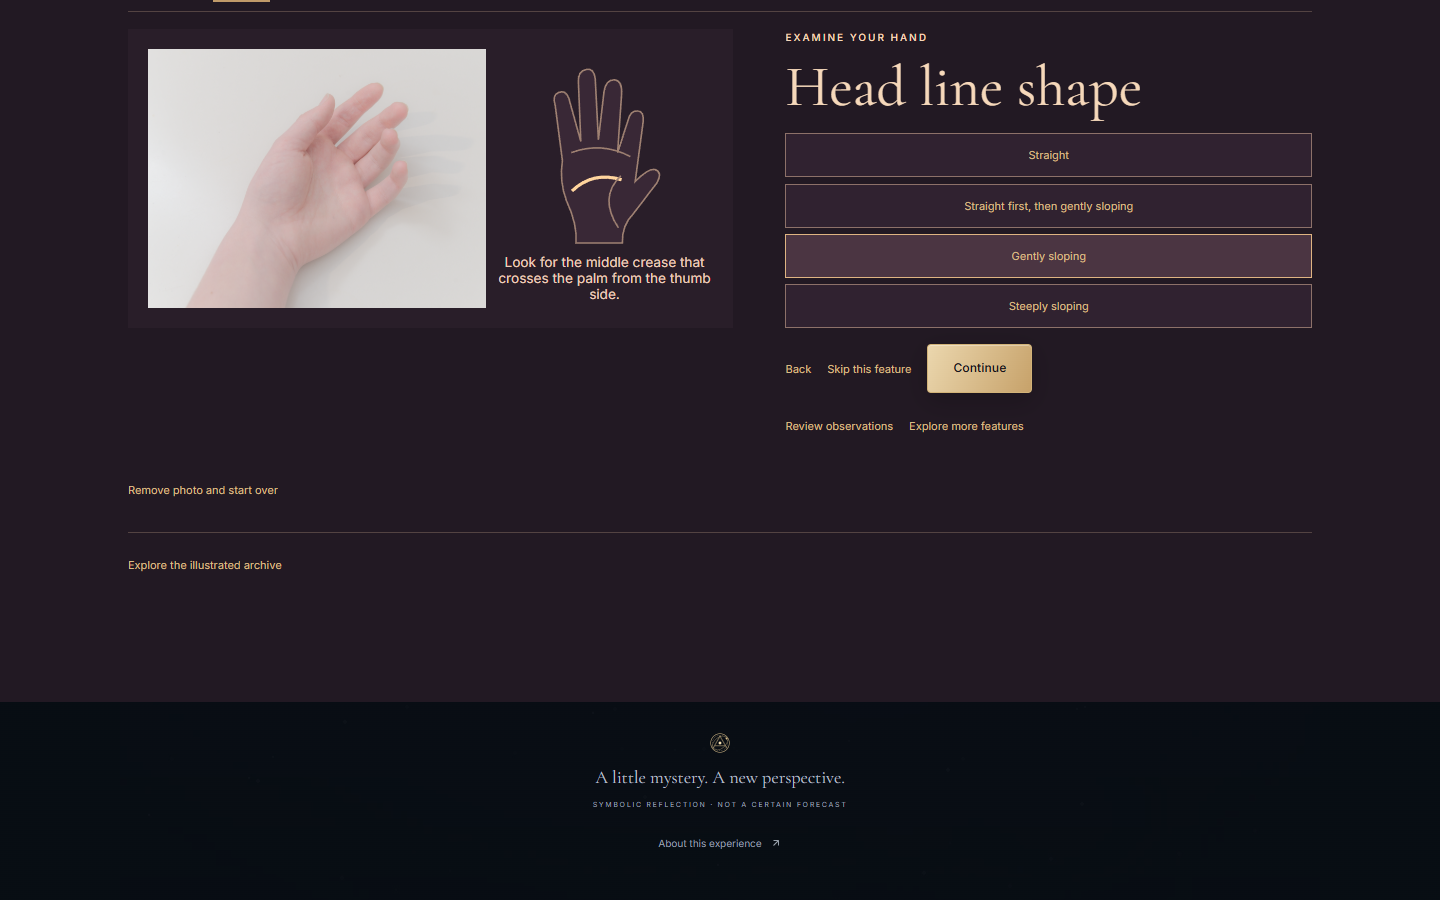 Look for the middle crease that
crosses the palm from the thumb
side.
EXAMINE YOUR HAND
Head line shape
Straight
Straight first, then gently sloping
Gently sloping
Steeply sloping
Back Skip this feature Continue
Review observations Explore more features
Remove photo and start over
Explore the illustrated archive
A little mystery. A new perspective.
SYMBOLIC REFLECTION · NOT A CERTAIN FORECAST
About this experience